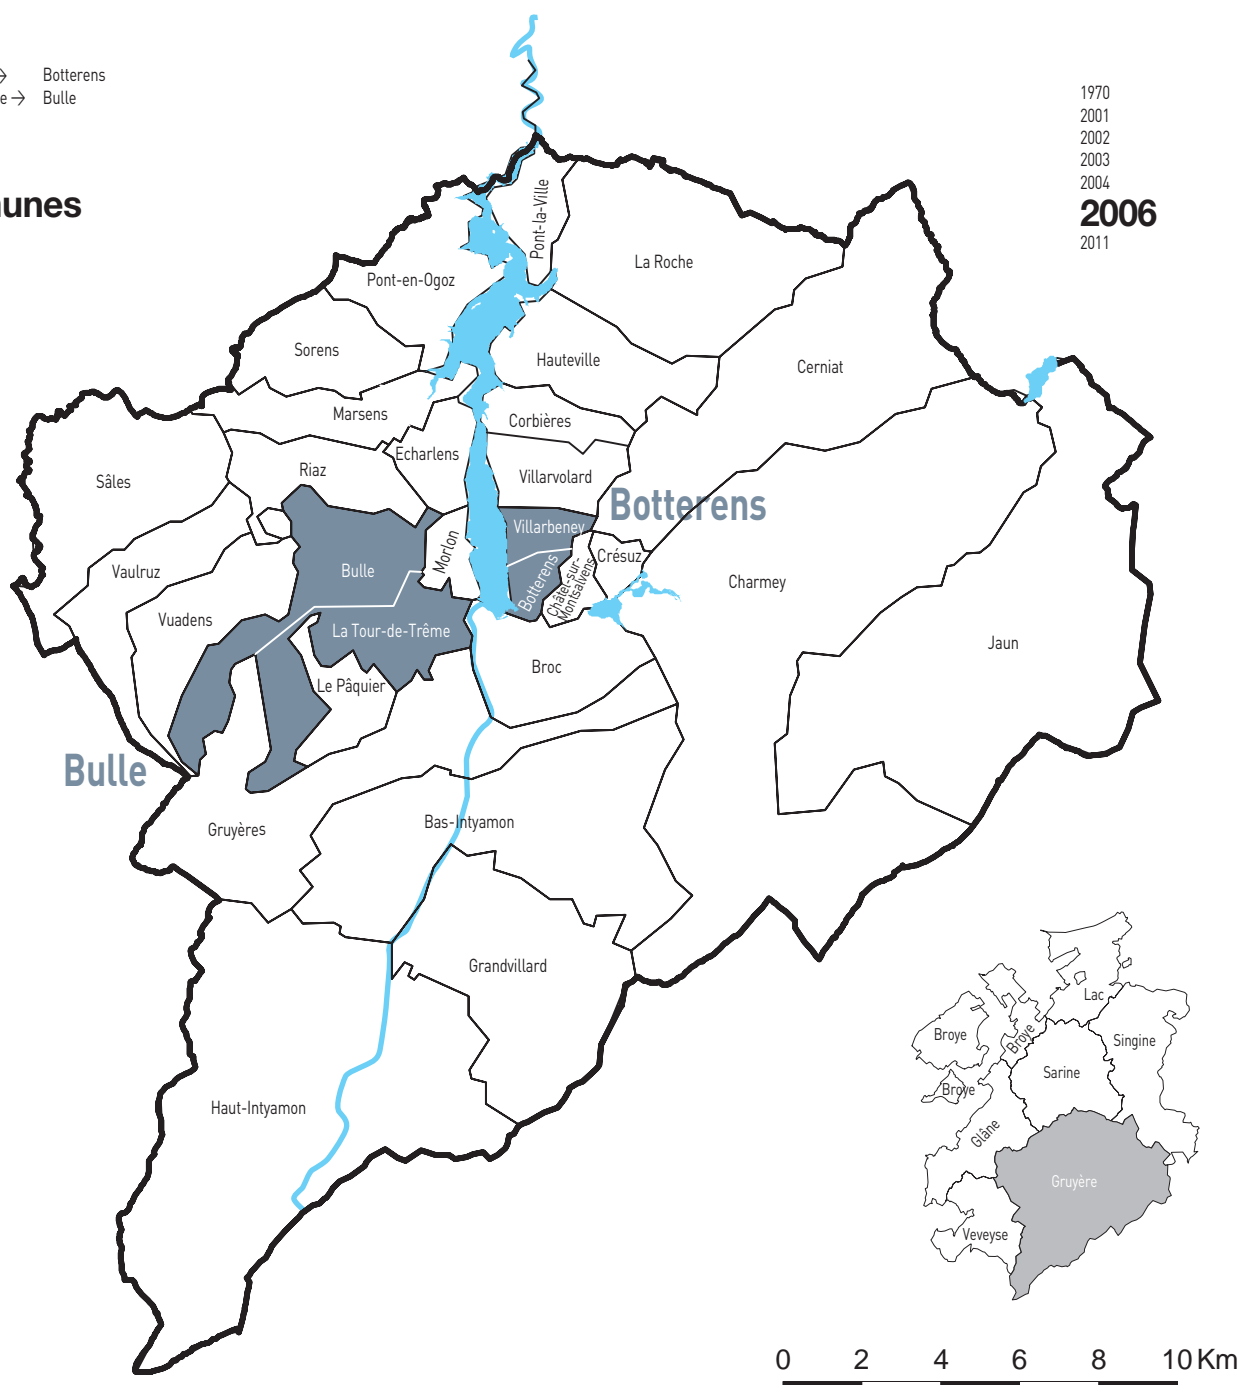 Botterens
e → Bulle
unes
1970
2001
2002
2003
2004
2006
2011
Pont-la-Ville
La Roche
Pont-en-Ogoz
Sorens
Hauteville
Cerniat
Marsens
Corbières
Echarlens
Riaz
Villarvolard
Sâles
Botterens
Villarbeney
Morlon
Crésuz
Vaulruz
Bulle
Botterens
Châtel-sur-
Montsalvens
Charmey
Vuadens
La Tour-de-Trême
Jaun
Broc
Le Pâquier
Bulle
Gruyères
Bas-Intyamon
Grandvillard
Haut-Intyamon
Lac
Broye
Broye
Singine
Sarine
Broye
Glâne
Gruyère
Veveyse
0 2 4 6 8 10 Km